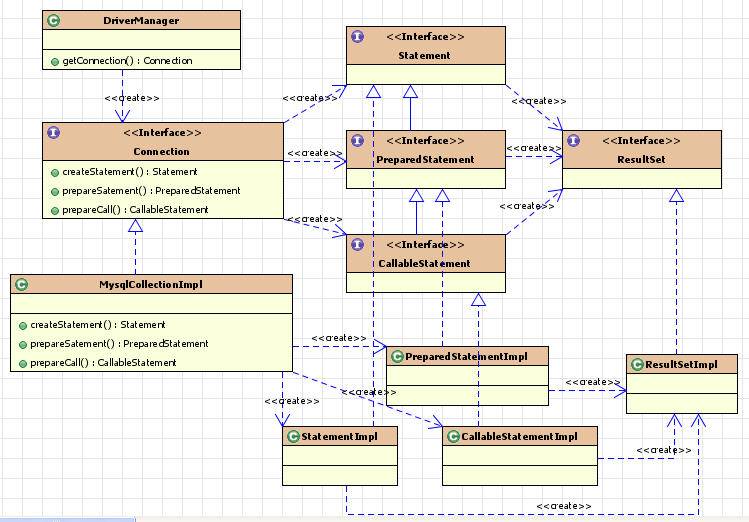 C DriverManager
getConnection() : Connection
<<create>>
I <<Interface>>
Statement
<<create>>
<<create>>
I <<Interface>>
Connection
createStatement() : Statement
prepareSatement() : PreparedStatement
prepareCall() : CallableStatement
<<create>>
I <<Interface>>
PreparedStatement
<<create>>
I <<Interface>>
ResultSet
<<create>>
<<create>>
I <<Interface>>
CallableStatement
C MysqlCollectionImpl
createStatement() : Statement
prepareSatement() : PreparedStatement
prepareCall() : CallableStatement
<<create>>
C PreparedStatementImpl
<<create>>
C ResultSetImpl
<<create>>
<<create>>
C StatementImpl
C CallableStatementImpl
<<create>>
<<create>>